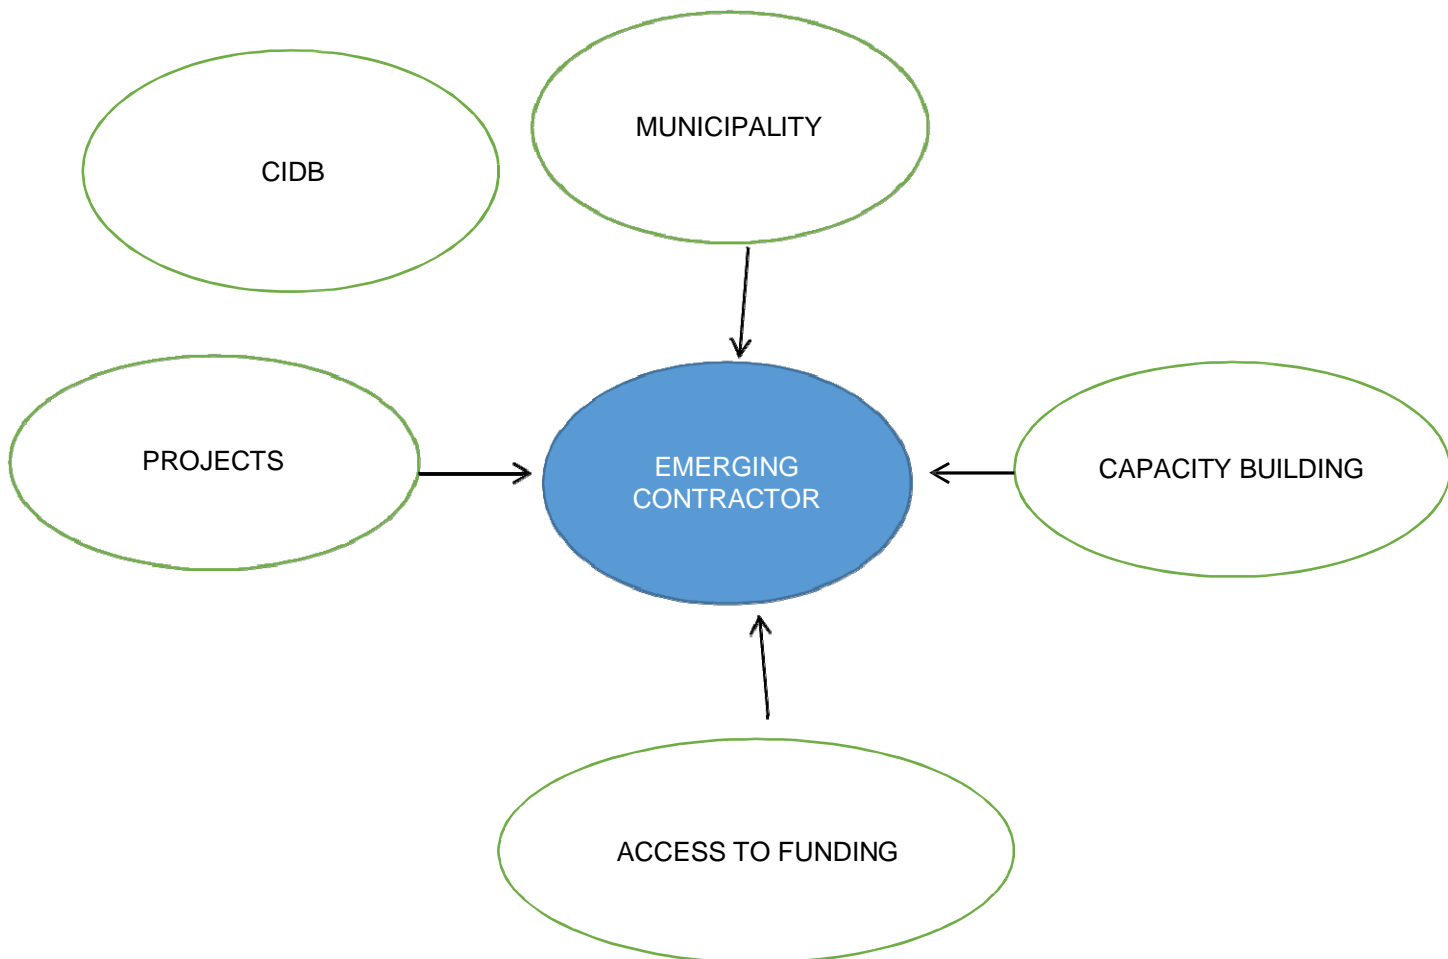 MUNICIPALITY
CIDB
PROJECTS
EMERGING
CONTRACTOR
CAPACITY BUILDING
ACCESS TO FUNDING